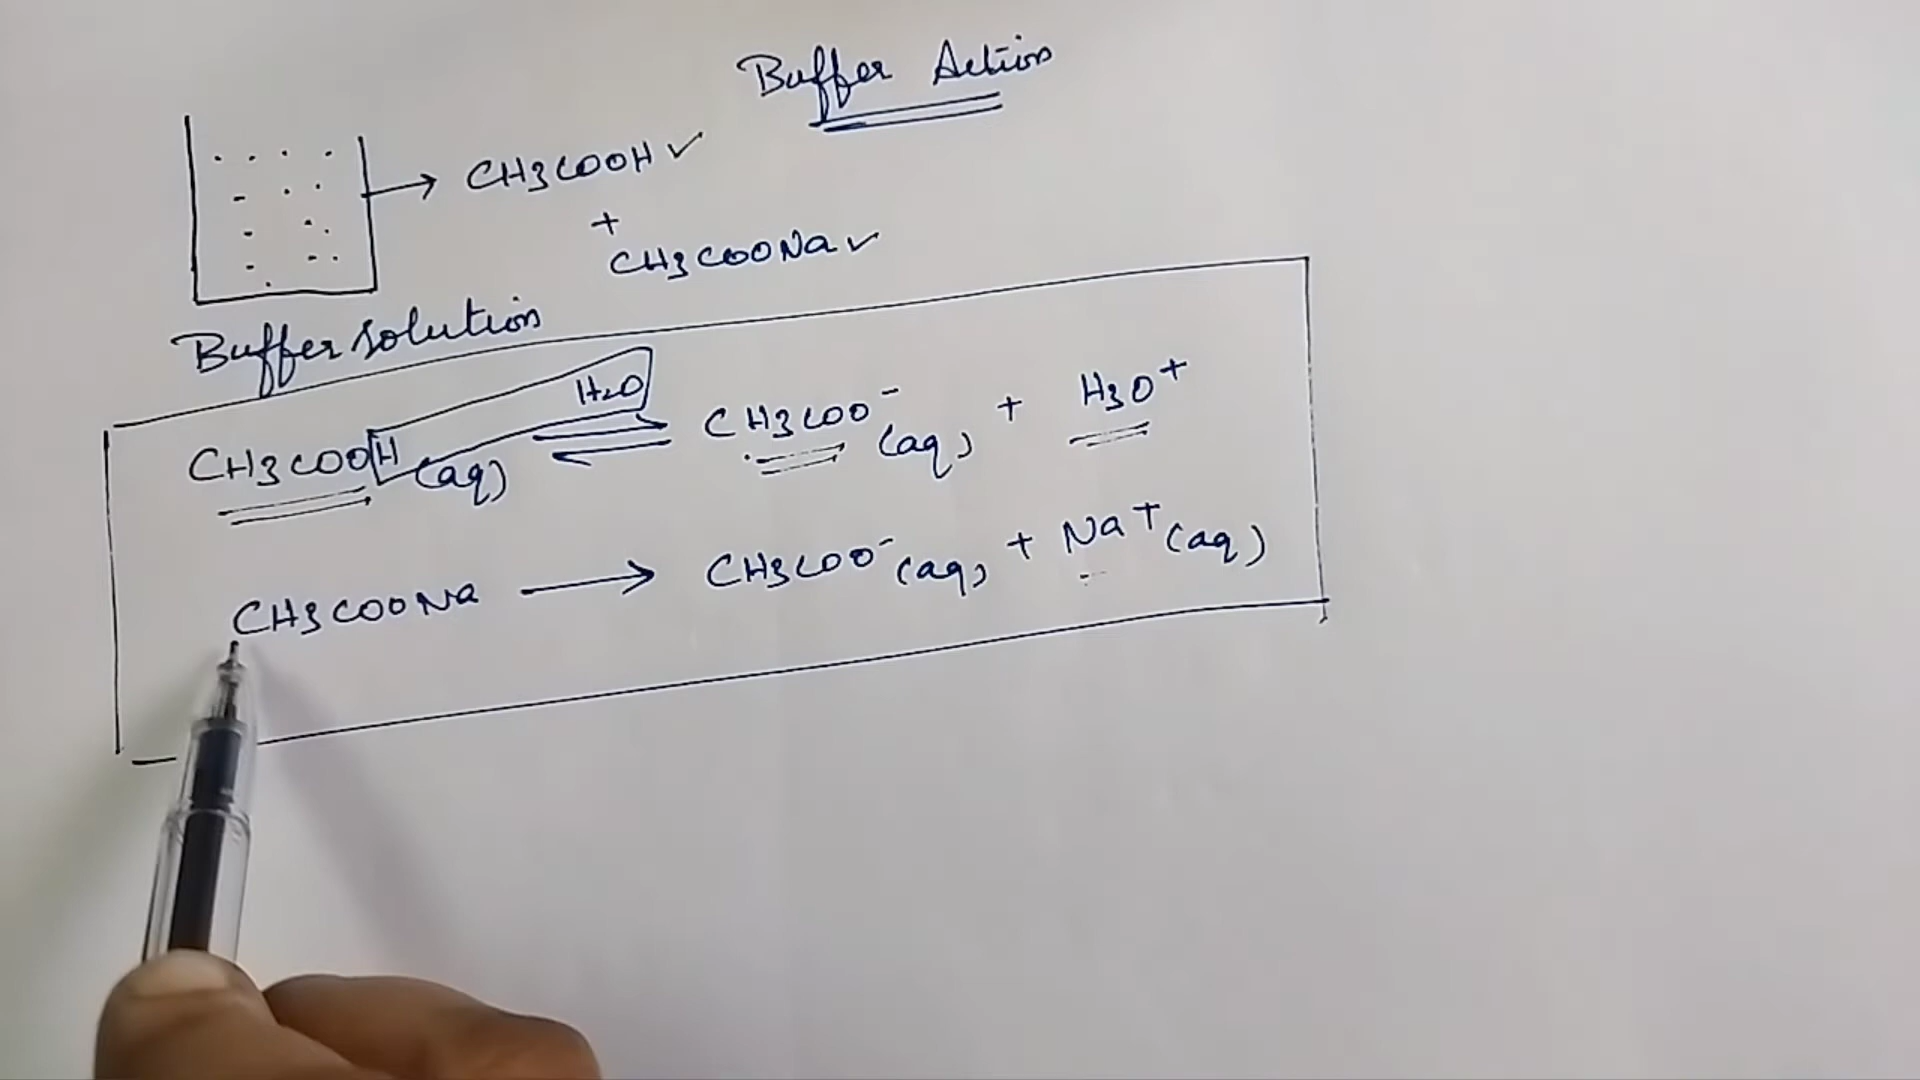 Buffer Action
CH3COOH ✓
+
CH3COONa ✓
Buffer solution
CH3COOH (aq) ⇌ H2O CH3COO⁻ (aq) + H3O⁺
CH3COONa → CH3COO⁻ (aq) + Na⁺ (aq)